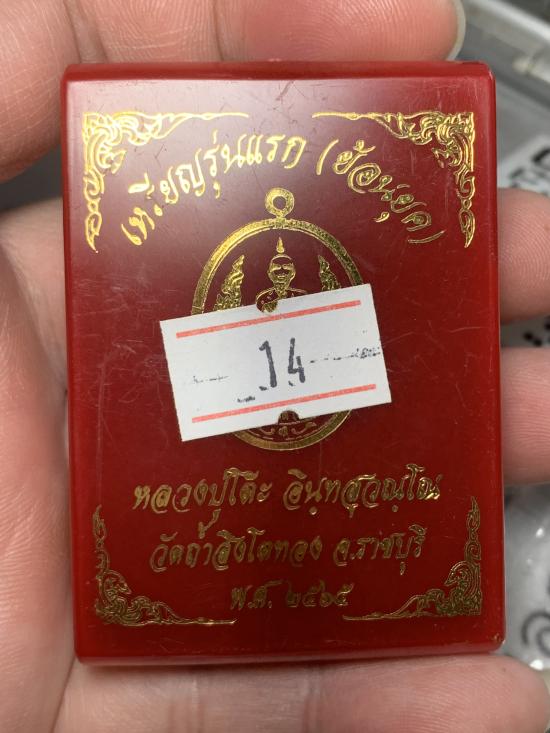 เหรียญรุ่นแรก (ย้อนยุค)
14
หลวงปู่โต๊ะ อินฺทสุวณฺโณ
วัดถ้ำสิงโตทอง จ.ราชบุรี
พ.ศ. ๒๕๖๕